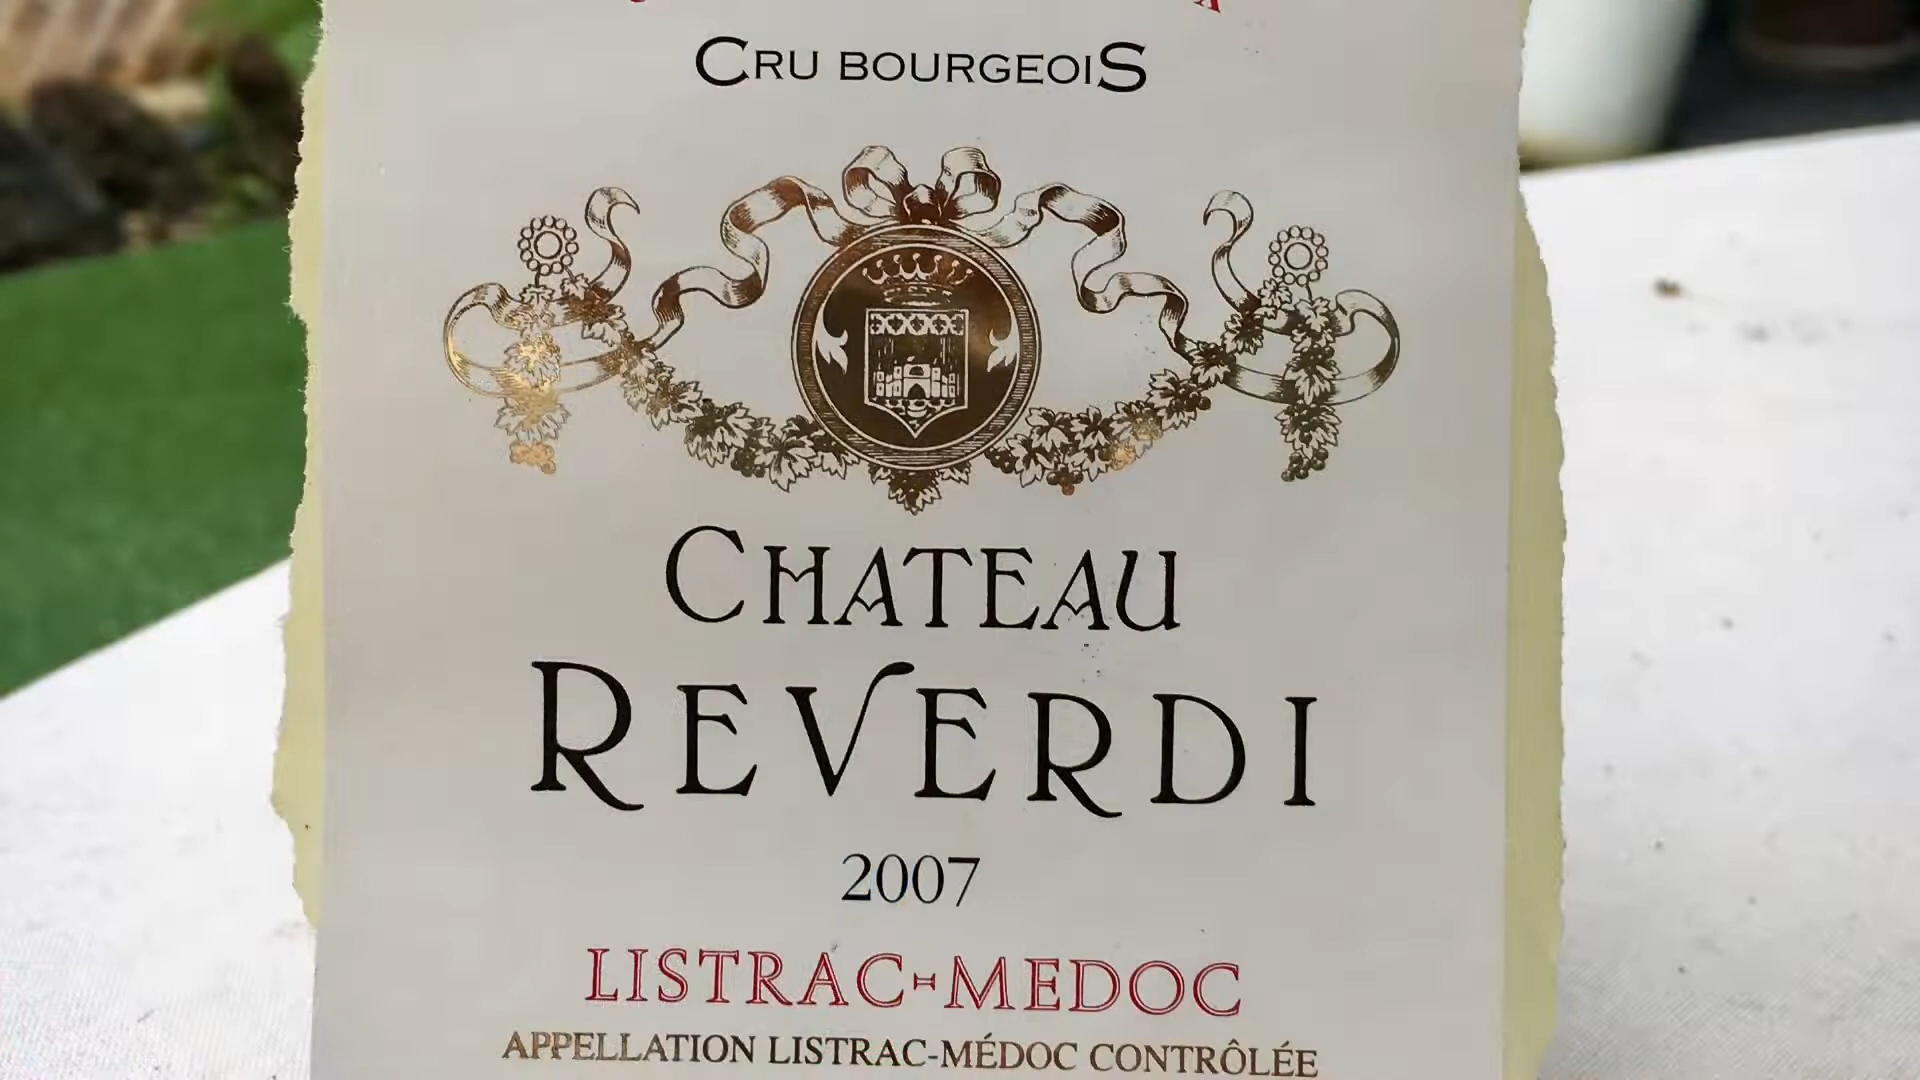 CRU BOURGEOIS
CHATEAU
REVERDI
2007
LISTRAC-MEDOC
APPELLATION LISTRAC-MÉDOC CONTRÔLÉE